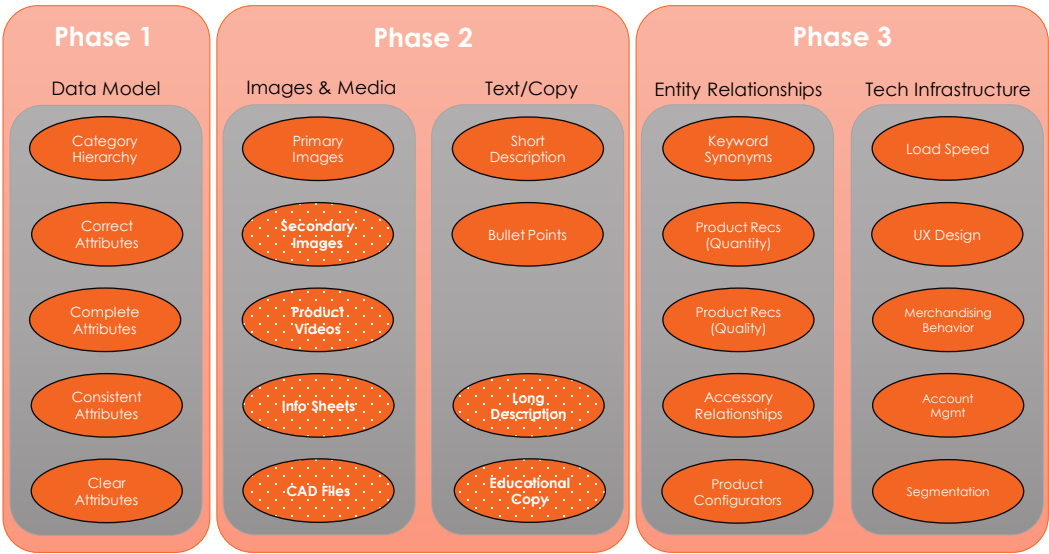 Phase 1
Phase 2
Phase 3
Data Model
Images & Media
Text/Copy
Entity Relationships
Tech Infrastructure
Category
Hierarchy
Correct
Attributes
Complete
Attributes
Consistent
Attributes
Clear
Attributes
Primary
Images
Secondary
Images
Product
Videos
Info Sheets
CAD Files
Short
Description
Bullet Points
Long
Description
Educational
Copy
Keyword
Synonyms
Product Recs
(Quantity)
Product Recs
(Quality)
Accessory
Relationships
Product
Configurators
Load Speed
UX Design
Merchandising
Behavior
Account
Mgmt
Segmentation